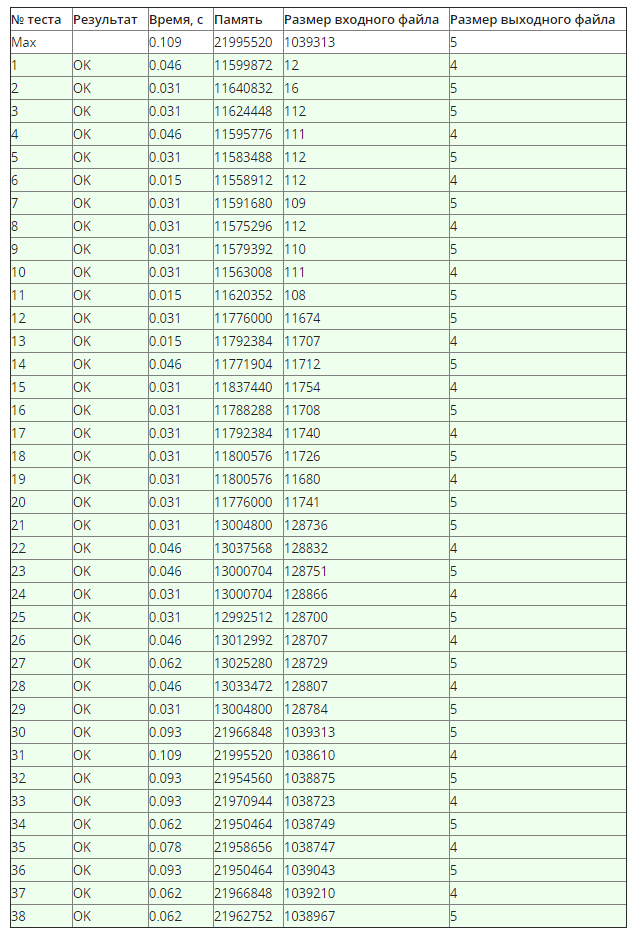 № теста Результат Время, с Память Размер входного файла Размер выходного файла
Max 0.109 21995520 1039313 5
1 OK 0.046 11599872 12 4
2 OK 0.031 11640832 16 5
3 OK 0.031 11624448 112 5
4 OK 0.046 11595776 111 4
5 OK 0.031 11583488 112 5
6 OK 0.015 11558912 112 4
7 OK 0.031 11591680 109 5
8 OK 0.031 11575296 112 4
9 OK 0.031 11579392 110 5
10 OK 0.031 11563008 111 4
11 OK 0.015 11620352 108 5
12 OK 0.031 11776000 11674 5
13 OK 0.015 11792384 11707 4
14 OK 0.046 11771904 11712 5
15 OK 0.031 11837440 11754 4
16 OK 0.031 11788288 11708 5
17 OK 0.031 11792384 11740 4
18 OK 0.031 11800576 11726 5
19 OK 0.031 11800576 11680 4
20 OK 0.031 11776000 11741 5
21 OK 0.031 13004800 128736 5
22 OK 0.046 13037568 128832 4
23 OK 0.046 13000704 128751 5
24 OK 0.031 13000704 128866 4
25 OK 0.031 12992512 128700 5
26 OK 0.046 13012992 128707 4
27 OK 0.062 13025280 128729 5
28 OK 0.046 13033472 128807 4
29 OK 0.031 13004800 128784 5
30 OK 0.093 21966848 1039313 5
31 OK 0.109 21995520 1038610 4
32 OK 0.093 21954560 1038875 5
33 OK 0.093 21970944 1038723 4
34 OK 0.062 21950464 1038749 5
35 OK 0.078 21958656 1038747 4
36 OK 0.093 21950464 1039043 5
37 OK 0.062 21966848 1039210 4
38 OK 0.062 21962752 1038967 5